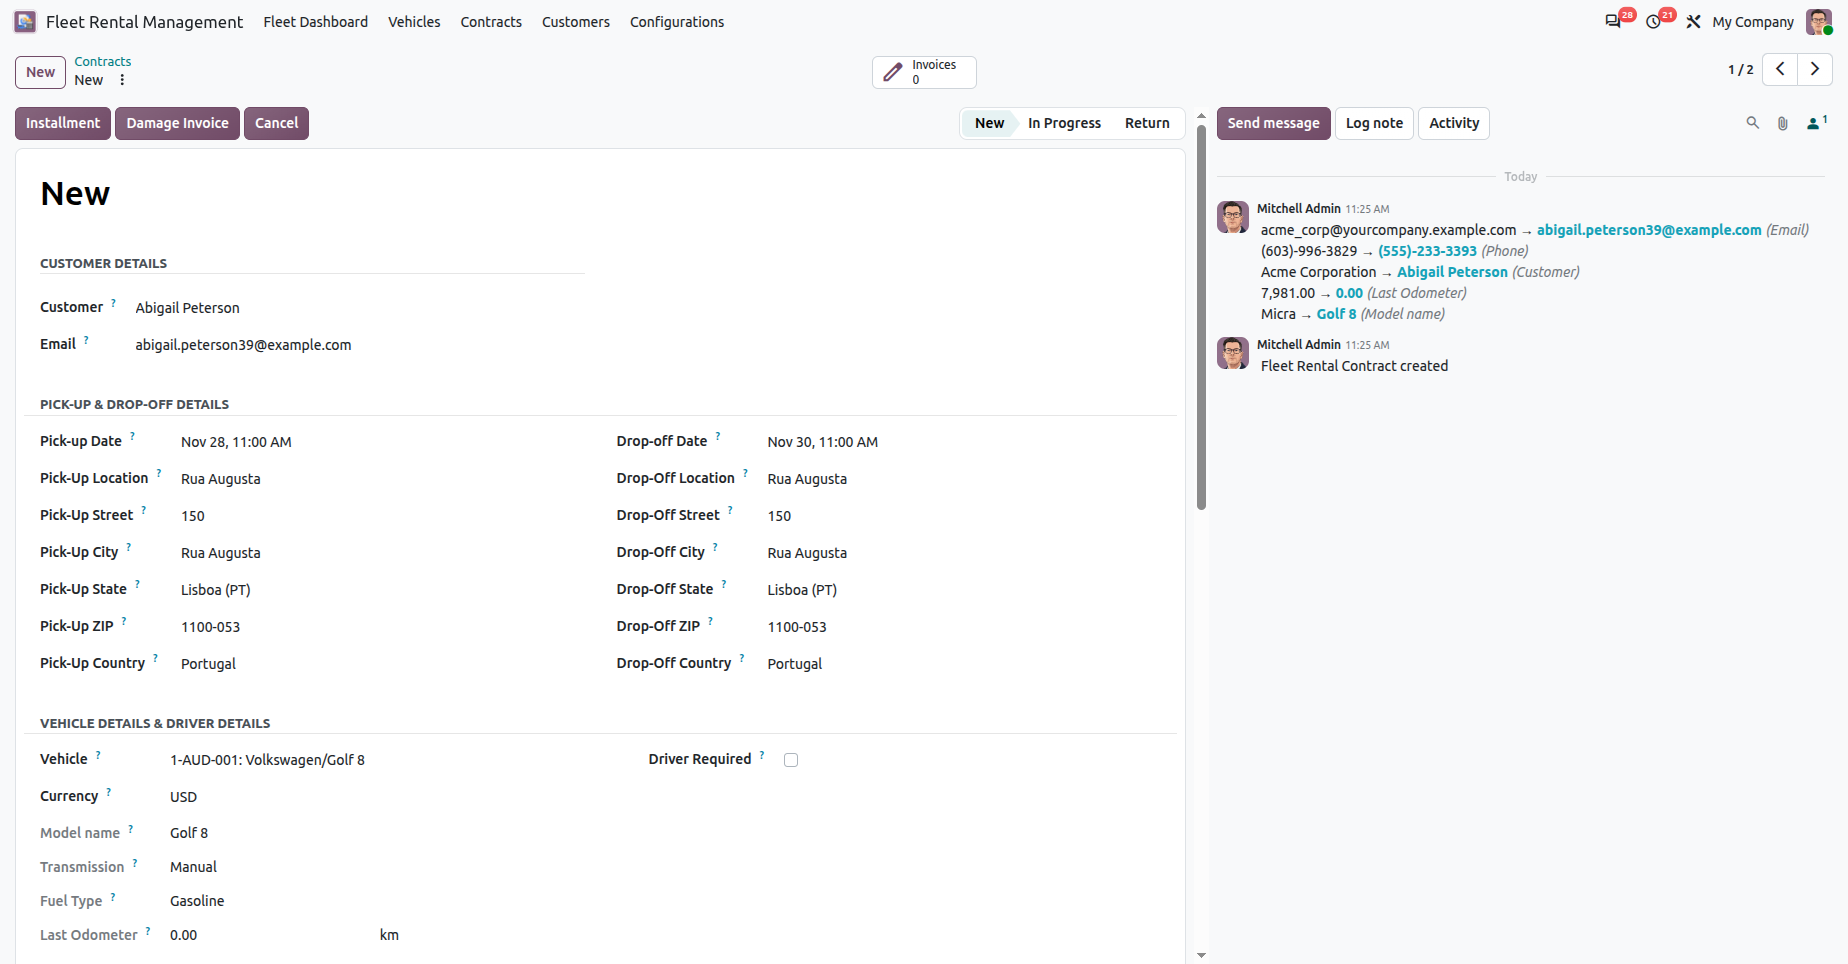 Fleet Rental Management Fleet Dashboard Vehicles Contracts Customers Configurations 28 21 My Company
New Contracts
New
Invoices
0
1 / 2
Installment Damage Invoice Cancel New In Progress Return
Send message Log note Activity 1
New
CUSTOMER DETAILS
Customer ? Abigail Peterson
Email ? abigail.peterson39@example.com
PICK-UP & DROP-OFF DETAILS
Pick-up Date ? Nov 28, 11:00 AM Drop-off Date ? Nov 30, 11:00 AM
Pick-Up Location ? Rua Augusta Drop-Off Location ? Rua Augusta
Pick-Up Street ? 150 Drop-Off Street ? 150
Pick-Up City ? Rua Augusta Drop-Off City ? Rua Augusta
Pick-Up State ? Lisboa (PT) Drop-Off State ? Lisboa (PT)
Pick-Up ZIP ? 1100-053 Drop-Off ZIP ? 1100-053
Pick-Up Country ? Portugal Drop-Off Country ? Portugal
VEHICLE DETAILS & DRIVER DETAILS
Vehicle ? 1-AUD-001: Volkswagen/Golf 8 Driver Required ?
Currency ? USD
Model name ? Golf 8
Transmission ? Manual
Fuel Type ? Gasoline
Last Odometer ? 0.00 km
Today
Mitchell Admin 11:25 AM
acme_corp@yourcompany.example.com → abigail.peterson39@example.com (Email)
(603)-996-3829 → (555)-233-3393 (Phone)
Acme Corporation → Abigail Peterson (Customer)
7,981.00 → 0.00 (Last Odometer)
Micra → Golf 8 (Model name)
Mitchell Admin 11:25 AM
Fleet Rental Contract created